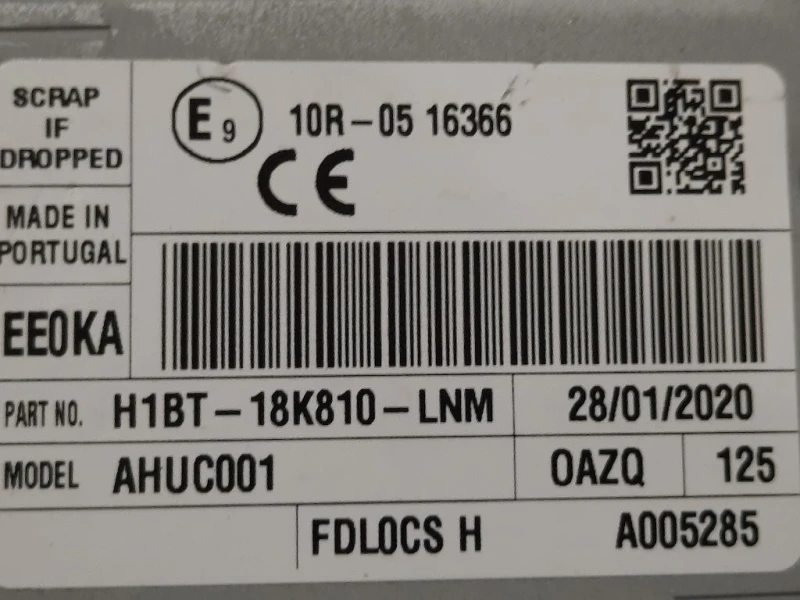 SCRAP
IF
DROPPED
E9 10R-05 16366
CE
MADE IN
PORTUGAL
EE0KA
PART NO. H1BT-18K810-LNM 28/01/2020
MODEL AHUC001 OAZQ 125
FDLOCS H A005285